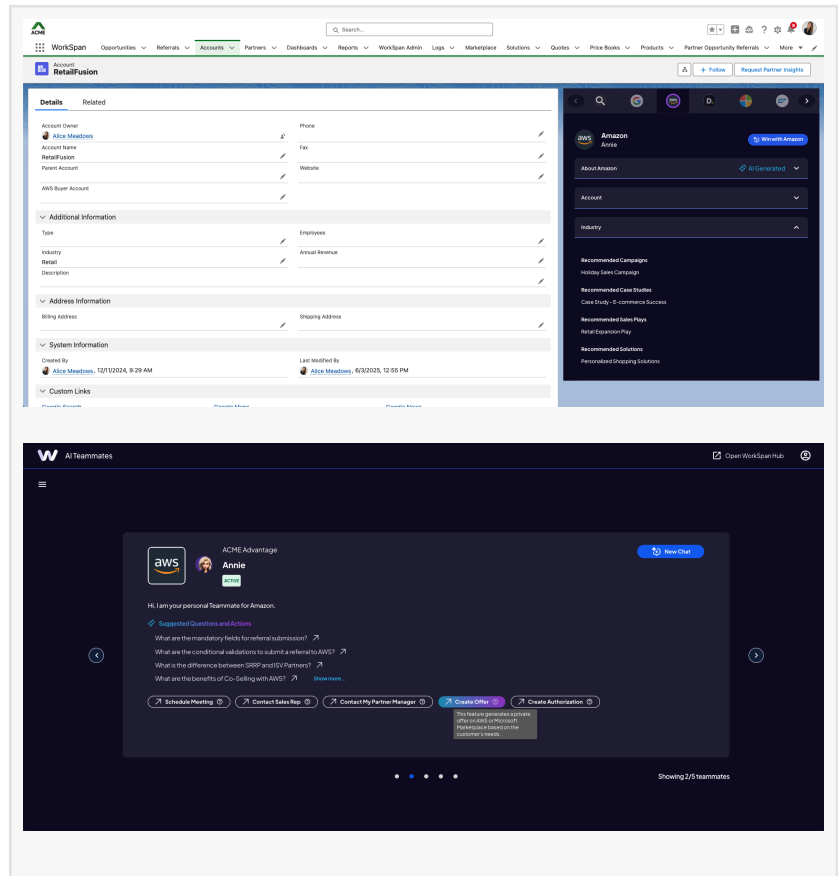 ACME
Search...
WorkSpan Opportunities Referrals Accounts Partners Dashboards Reports WorkSpan Admin Logs Marketplace Solutions Quotes Price Books Products Partner Opportunity Referrals More
Account
RetailFusion
+ Follow Request Partner Insights
Details Related
Account Owner Phone
Alice Meadows
Account Name Fax
RetailFusion
Parent Account Website
AWS Buyer Account
Additional Information
Type Employees
Industry Annual Revenue
Retail
Description
Address Information
Billing Address Shipping Address
System Information
Created By Last Modified By
Alice Meadows, 12/11/2024, 9:29 AM Alice Meadows, 6/3/2025, 12:55 PM
Custom Links
Google Search Google Maps Google News
G D.
aws Amazon
Annie
Win with Amazon
About Amazon AI Generated
Account
Industry
Recommended Campaigns
Holiday Sales Campaign
Recommended Case Studies
Case Study - E-commerce Success
Recommended Sales Plays
Retail Expansion Play
Recommended Solutions
Personalized Shopping Solutions
W AI Teammates Open WorkSpan Hub
aws
ACME Advantage
Annie
ACTIVE
New Chat
Hi, I am your personal Teammate for Amazon.
Suggested Questions and Actions
What are the mandatory fields for referral submission?
What are the conditional validations to submit a referral to AWS?
What is the difference between SRRP and ISV Partners?
What are the benefits of Co-Selling with AWS? Show more ...
Schedule Meeting Contact Sales Rep Contact My Partner Manager Create Offer Create Authorization
This feature generates a private
offer on AWS or Microsoft
Marketplace based on the
customer's needs.
Showing 2/5 teammates